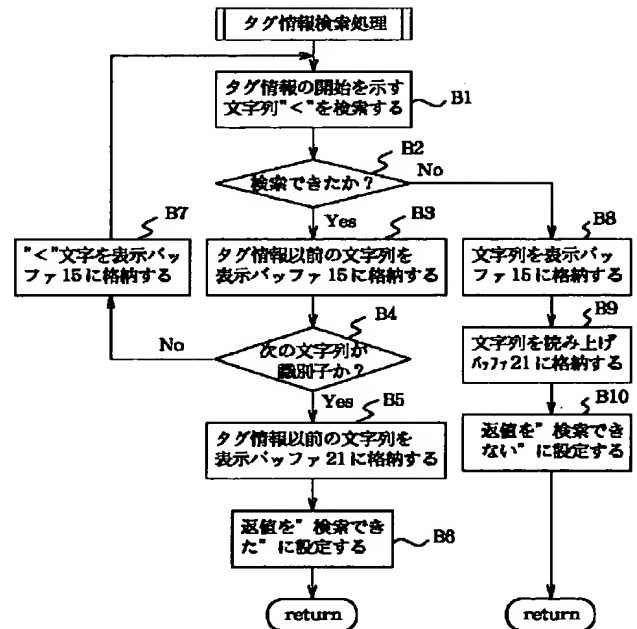 タグ情報検索処理
タグ情報の開始を示す
文字列"<"を検索する
B1
B2
検索できたか?
No
Yes
B7
"<"文字を表示バッ
ファ15に格納する
B3
タグ情報以前の文字列を
表示バッファ15に格納する
B8
文字列を表示バッ
ファ15に格納する
B4
次の文字列が
識別子か?
No
Yes
B9
文字列を読み上げ
バッファ21に格納する
B5
タグ情報以前の文字列を
表示バッファ21に格納する
B10
返値を"検索でき
ない"に設定する
返値を"検索でき
た"に設定する
B6
return
return